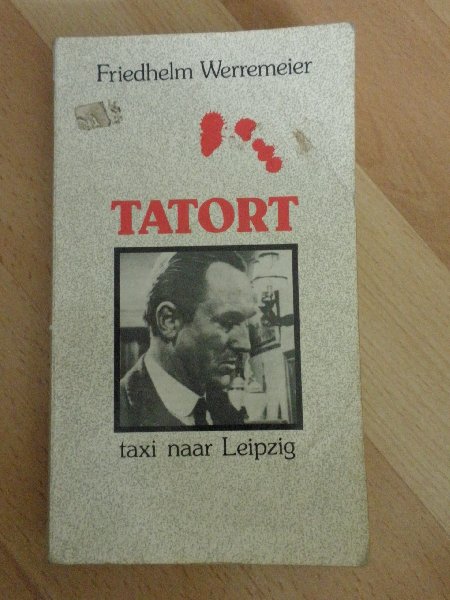 Friedhelm Werremeier
TATORT
taxi naar Leipzig